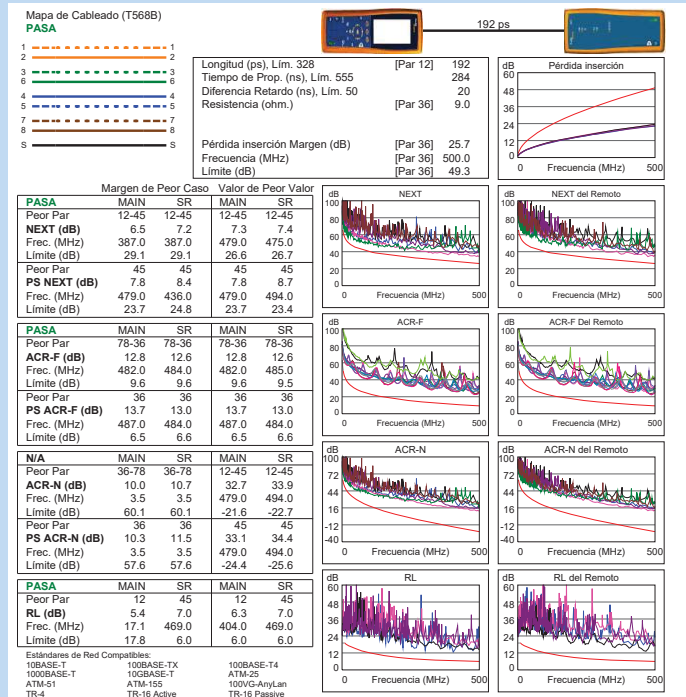 Mapa de Cableado (T568B)
PASA
1 1
2 2
3 3
6 6
4 4
5 5
7 7
8 8
S S
192 ps
Longitud (ps), Lím. 328 [Par 12] 192
Tiempo de Prop. (ns), Lím. 555 284
Diferencia Retardo (ns), Lím. 50 20
Resistencia (ohm.) [Par 36] 9.0
Pérdida inserción Margen (dB) [Par 36] 25.7
Frecuencia (MHz) [Par 36] 500.0
Límite (dB) [Par 36] 49.3
dB Pérdida inserción
60
48
36
24
12
0
0 Frecuencia (MHz) 500
Margen de Peor Caso Valor de Peor Valor
PASA MAIN SR MAIN SR
Peor Par 12-45 12-45 12-45 12-45
NEXT (dB) 6.5 7.2 7.3 7.4
Frec. (MHz) 387.0 387.0 479.0 475.0
Límite (dB) 29.1 29.1 26.6 26.7
Peor Par 45 45 45 45
PS NEXT (dB) 7.8 8.4 7.8 8.7
Frec. (MHz) 479.0 436.0 479.0 494.0
Límite (dB) 23.7 24.8 23.7 23.4
PASA MAIN SR MAIN SR
Peor Par 78-36 78-36 78-36 78-36
ACR-F (dB) 12.8 12.6 12.8 12.6
Frec. (MHz) 482.0 484.0 482.0 485.0
Límite (dB) 9.6 9.6 9.6 9.5
Peor Par 36 36 36 36
PS ACR-F (dB) 13.7 13.0 13.7 13.0
Frec. (MHz) 487.0 484.0 487.0 484.0
Límite (dB) 6.5 6.6 6.5 6.6
N/A MAIN SR MAIN SR
Peor Par 36-78 36-78 12-45 12-45
ACR-N (dB) 10.0 10.7 32.7 33.9
Frec. (MHz) 3.5 3.5 479.0 494.0
Límite (dB) 60.1 60.1 -21.6 -22.7
Peor Par 36 36 45 45
PS ACR-N (dB) 10.3 11.5 33.1 34.4
Frec. (MHz) 3.5 3.5 479.0 494.0
Límite (dB) 57.6 57.6 -24.4 -25.6
PASA MAIN SR MAIN SR
Peor Par 12 45 12 45
RL (dB) 5.4 7.0 6.3 7.0
Frec. (MHz) 17.1 469.0 404.0 469.0
Límite (dB) 17.8 6.0 6.0 6.0
Estándares de Red Compatibles:
10BASE-T 100BASE-TX 100BASE-T4
1000BASE-T 10GBASE-T ATM-25
ATM-51 ATM-155 100VG-AnyLan
TR-4 TR-16 Active TR-16 Passive
dB NEXT
100
80
60
40
20
0
0 Frecuencia (MHz) 500
dB NEXT del Remoto
100
80
60
40
20
0
0 Frecuencia (MHz) 500
dB ACR-F
100
80
60
40
20
0
0 Frecuencia (MHz) 500
dB ACR-F Del Remoto
100
80
60
40
20
0
0 Frecuencia (MHz) 500
dB ACR-N
100
72
44
16
-12
-40
0 Frecuencia (MHz) 500
dB ACR-N del Remoto
100
72
44
16
-12
-40
0 Frecuencia (MHz) 500
dB RL
60
48
36
24
12
0
0 Frecuencia (MHz) 500
dB RL del Remoto
60
48
36
24
12
0
0 Frecuencia (MHz) 500